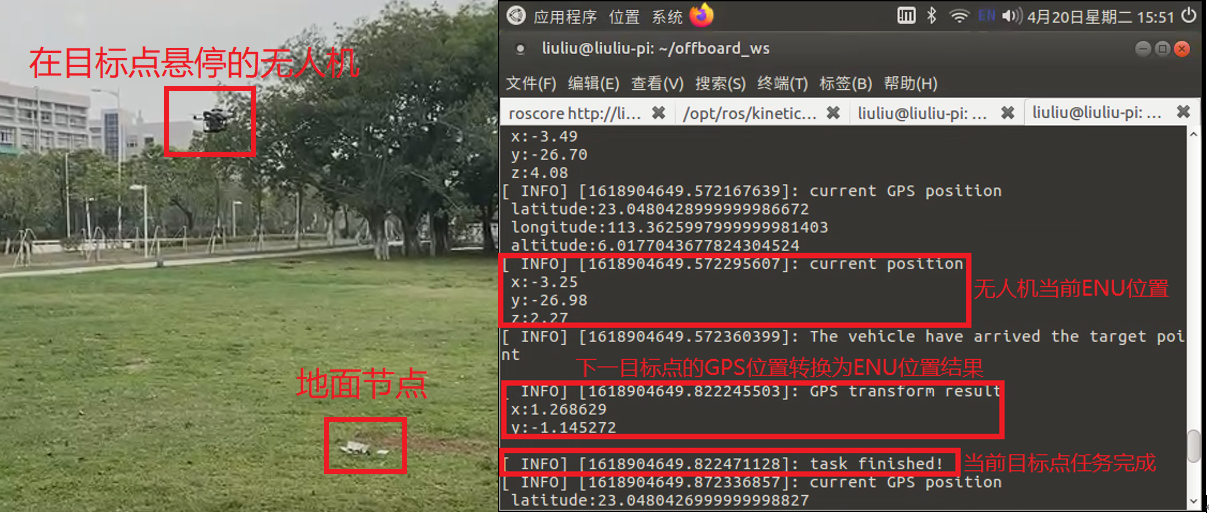 在目标点悬停的无人机
地面节点
应用程序 位置 系统 EN 4月20日星期二 15:51
liuliu@liuliu-pi: ~/offboard_ws
文件(F) 编辑(E) 查看(V) 搜索(S) 终端(T) 标签(B) 帮助(H)
roscore http://li... /opt/ros/kinetic... liuliu@liuliu-pi: ... liuliu@liuliu-pi: ...
x:-3.49
y:-26.70
z:4.08
[ INFO] [1618904649.572167639]: current GPS position
latitude:23.0480428999999986672
longitude:113.3625997999999981403
altitude:6.0177043677824304524
[ INFO] [1618904649.572295607]: current position
x:-3.25
y:-26.98
z:2.27
无人机当前ENU位置
[ INFO] [1618904649.572360399]: The vehicle have arrived the target poi
nt
下一目标点的GPS位置转换为ENU位置结果
[ INFO] [1618904649.822245503]: GPS transform result
x:1.268629
y:-1.145272
[ INFO] [1618904649.822471128]: task finished!
当前目标点任务完成
[ INFO] [1618904649.872336857]: current GPS position
latitude:23.0480426999999998827